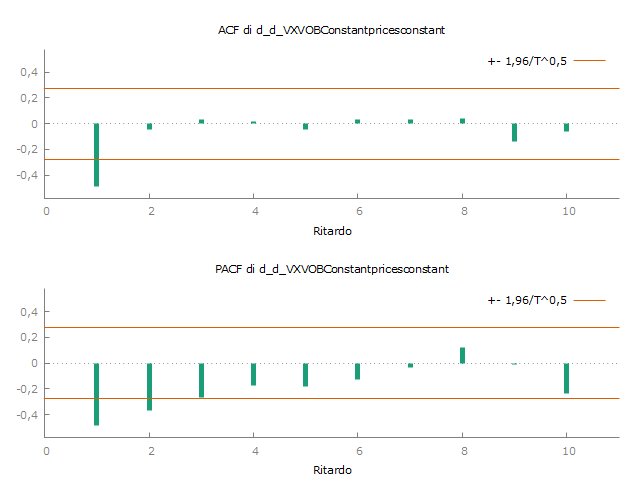 ACF di d_d_VXVOBConstantpricesconstant
+- 1,96/T^0,5
0,4
0,2
0
-0,2
-0,4
0 2 4 6 8 10
Ritardo
PACF di d_d_VXVOBConstantpricesconstant
+- 1,96/T^0,5
0,4
0,2
0
-0,2
-0,4
0 2 4 6 8 10
Ritardo